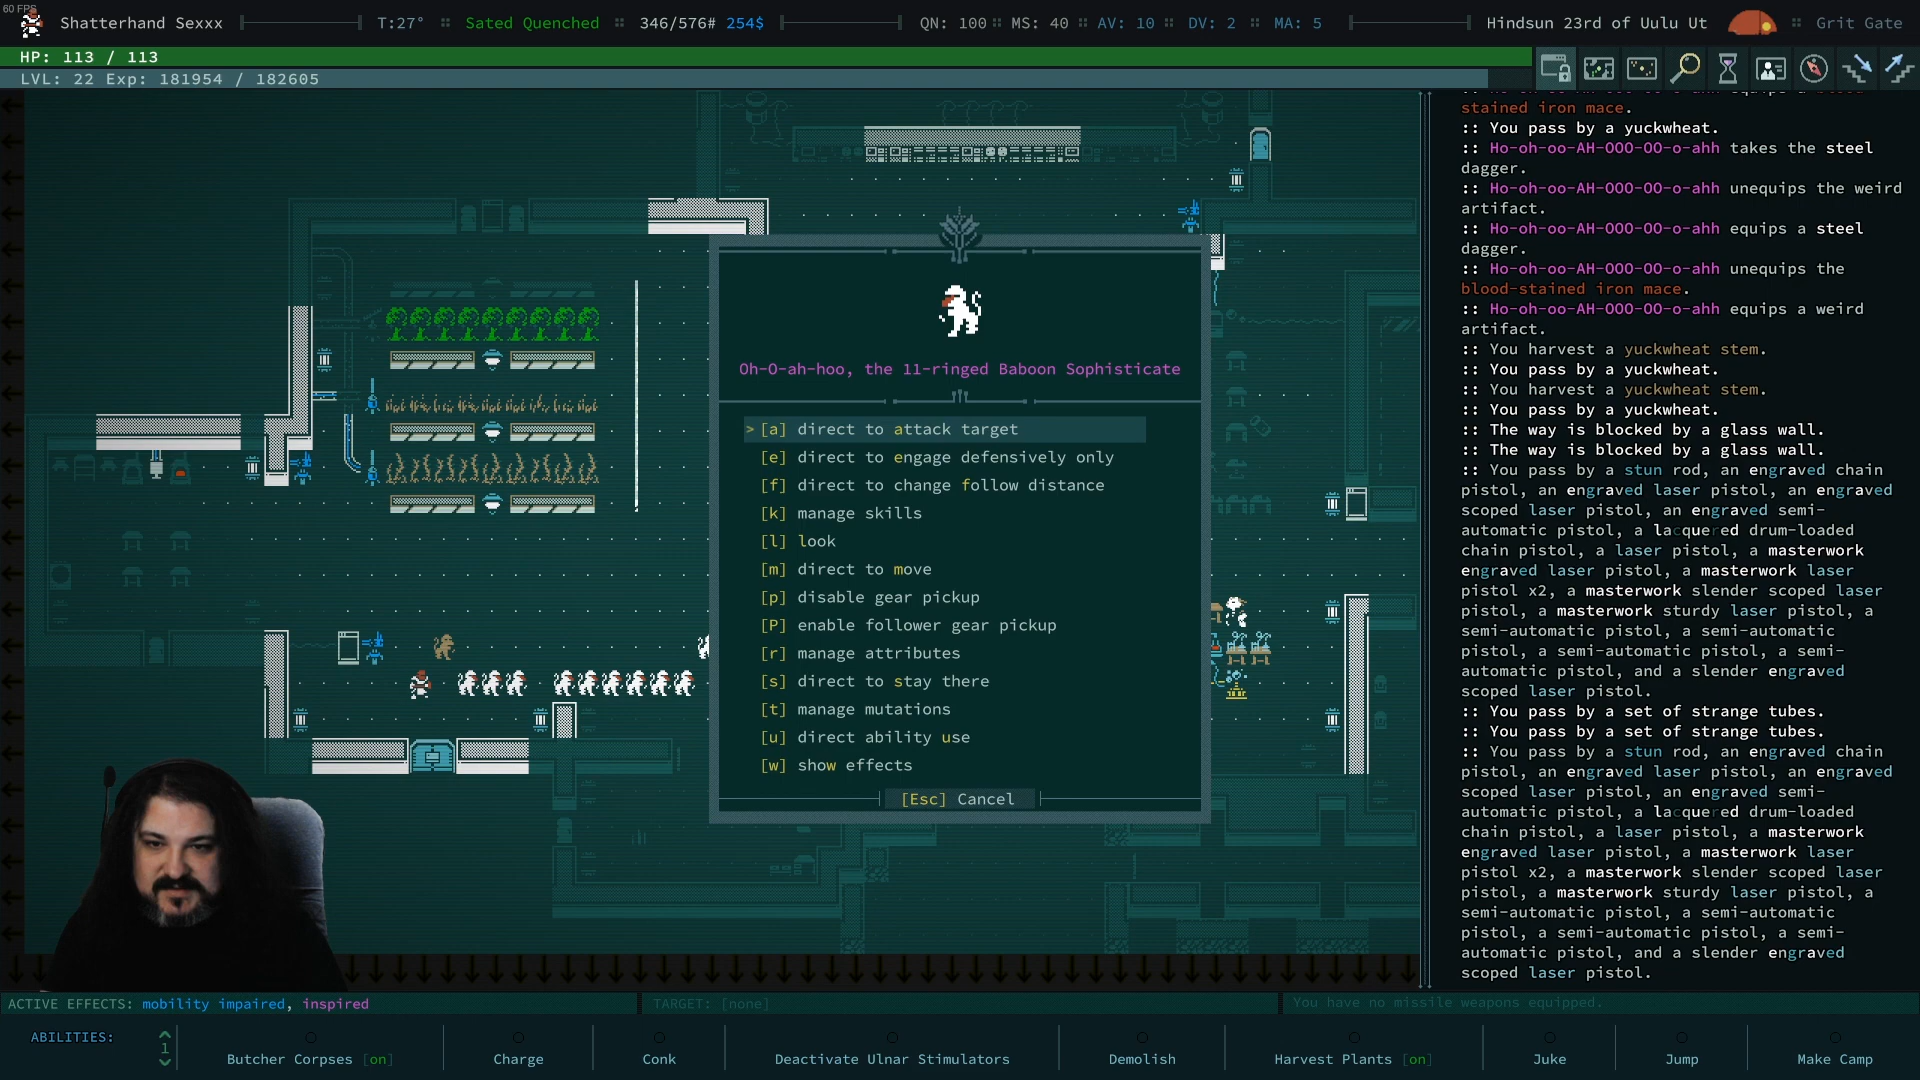 60 FPS
Shatterhand Sexxx T:27° Sated Quenched 346/576# 254$ QN: 100 MS: 40 AV: 10 DV: 2 MA: 5 Hindsun 23rd of Uulu Ut Grit Gate
HP: 113 / 113
LVL: 22 Exp: 181954 / 182605
Oh-O-ah-hoo, the 11-ringed Baboon Sophisticate
> [a] direct to attack target
[e] direct to engage defensively only
[f] direct to change follow distance
[k] manage skills
[l] look
[m] direct to move
[p] disable gear pickup
[P] enable follower gear pickup
[r] manage attributes
[s] direct to stay there
[t] manage mutations
[u] direct ability use
[w] show effects
[Esc] Cancel
stained iron mace.
:: You pass by a yuckwheat.
:: Ho-oh-oo-AH-OOO-OO-o-ahh takes the steel
dagger.
:: Ho-oh-oo-AH-OOO-OO-o-ahh unequips the weird
artifact.
:: Ho-oh-oo-AH-OOO-OO-o-ahh equips a steel
dagger.
:: Ho-oh-oo-AH-OOO-OO-o-ahh unequips the
blood-stained iron mace.
:: Ho-oh-oo-AH-OOO-OO-o-ahh equips a weird
artifact.
:: You harvest a yuckwheat stem.
:: You pass by a yuckwheat.
:: You harvest a yuckwheat stem.
:: You pass by a yuckwheat.
:: The way is blocked by a glass wall.
:: The way is blocked by a glass wall.
:: You pass by a stun rod, an engraved chain
pistol, an engraved laser pistol, an engraved
scoped laser pistol, an engraved semi-
automatic pistol, a lacquered drum-loaded
chain pistol, a laser pistol, a masterwork
engraved laser pistol, a masterwork laser
pistol x2, a masterwork slender scoped laser
pistol, a masterwork sturdy laser pistol, a
semi-automatic pistol, a semi-automatic
pistol, a semi-automatic pistol, a semi-
automatic pistol, and a slender engraved
scoped laser pistol.
:: You pass by a set of strange tubes.
:: You pass by a set of strange tubes.
:: You pass by a stun rod, an engraved chain
pistol, an engraved laser pistol, an engraved
scoped laser pistol, an engraved semi-
automatic pistol, a lacquered drum-loaded
chain pistol, a laser pistol, a masterwork
engraved laser pistol, a masterwork laser
pistol x2, a masterwork slender scoped laser
pistol, a masterwork sturdy laser pistol, a
semi-automatic pistol, a semi-automatic
pistol, a semi-automatic pistol, a semi-
automatic pistol, and a slender engraved
scoped laser pistol.
ACTIVE EFFECTS: mobility impaired, inspired
TARGET: [none]
You have no missile weapons equipped.
ABILITIES: 1 Butcher Corpses [on] Charge Conk Deactivate Ulnar Stimulators Demolish Harvest Plants [on] Juke Jump Make Camp